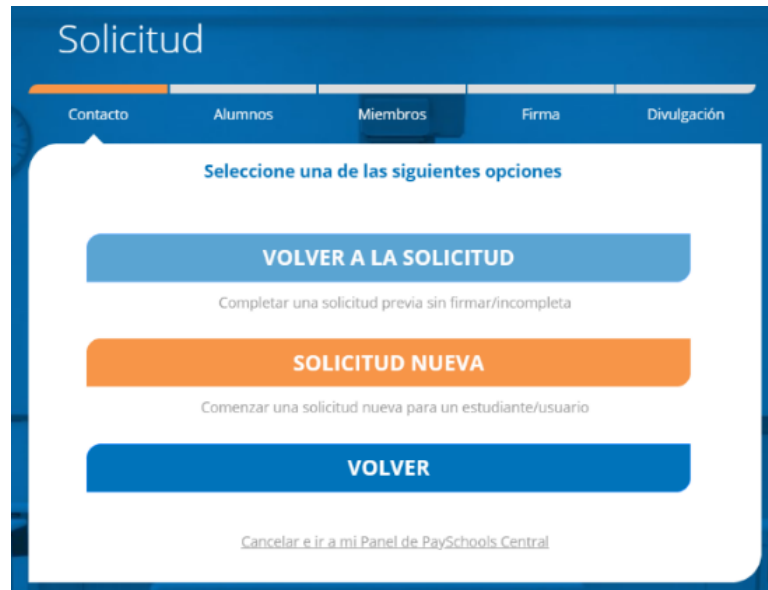 Solicitud
Contacto Alumnos Miembros Firma Divulgación
Seleccione una de las siguientes opciones
VOLVER A LA SOLICITUD
Completar una solicitud previa sin firmar/incompleta
SOLICITUD NUEVA
Comenzar una solicitud nueva para un estudiante/usuario
VOLVER
Cancelar e ir a mi Panel de PaySchools Central